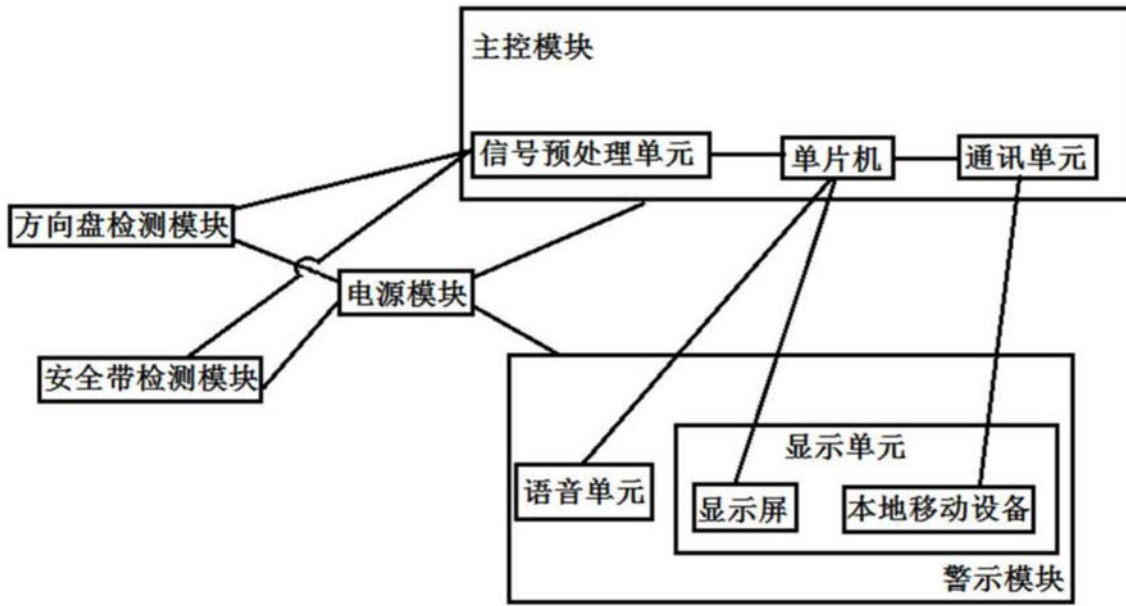 主控模块
信号预处理单元
单片机
通讯单元
方向盘检测模块
电源模块
安全带检测模块
显示单元
语音单元
显示屏
本地移动设备
警示模块